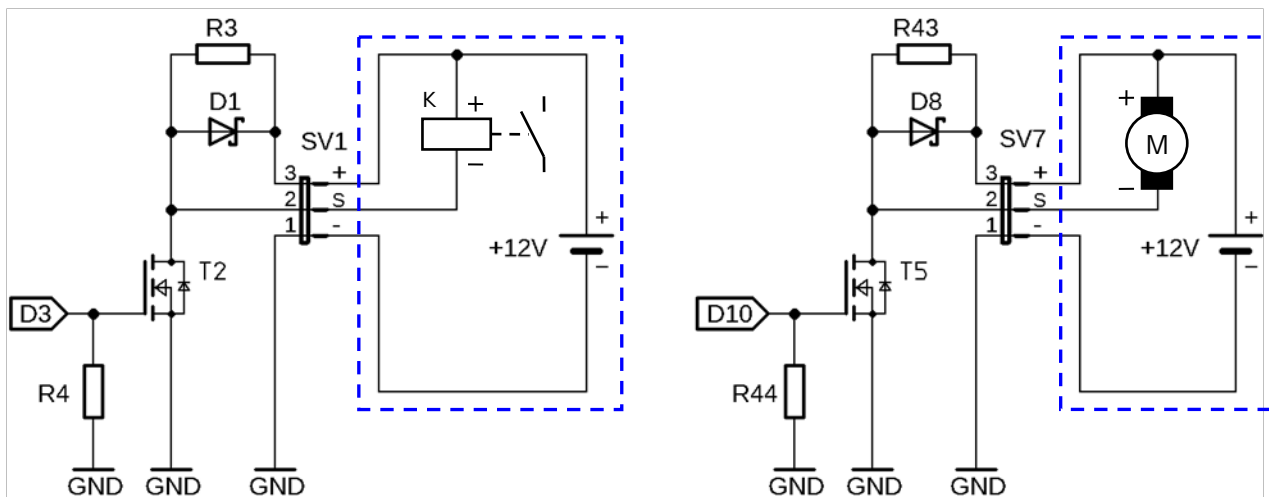 R3
D1
SV1
K
+
−
3 +
2 S
1 -
+12V
+
−
T2
D3
R4
GND
GND
GND
R43
D8
SV7
+
M
−
3 +
2 S
1 -
+12V
+
−
T5
D10
R44
GND
GND
GND